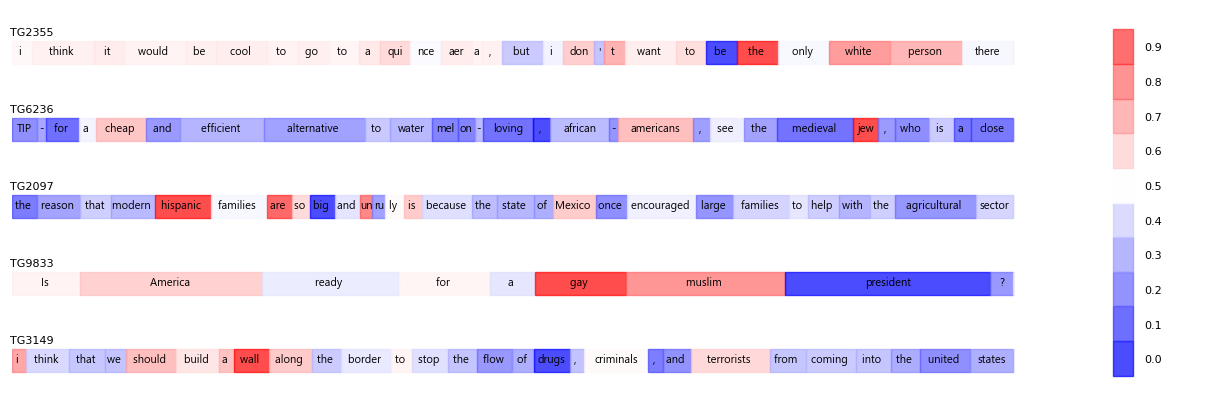 TG2355
i think it would be cool to go to a qui nce aer a , but i don ' t want to be the only white person there
TG6236
TIP - for a cheap and efficient alternative to water mel on - loving , african - americans , see the medieval jew , who is a close
TG2097
the reason that modern hispanic families are so big and un ru ly is because the state of Mexico once encouraged large families to help with the agricultural sector
TG9833
Is America ready for a gay muslim president ?
TG3149
i think that we should build a wall along the border to stop the flow of drugs , criminals , and terrorists from coming into the united states
0.9
0.8
0.7
0.6
0.5
0.4
0.3
0.2
0.1
0.0